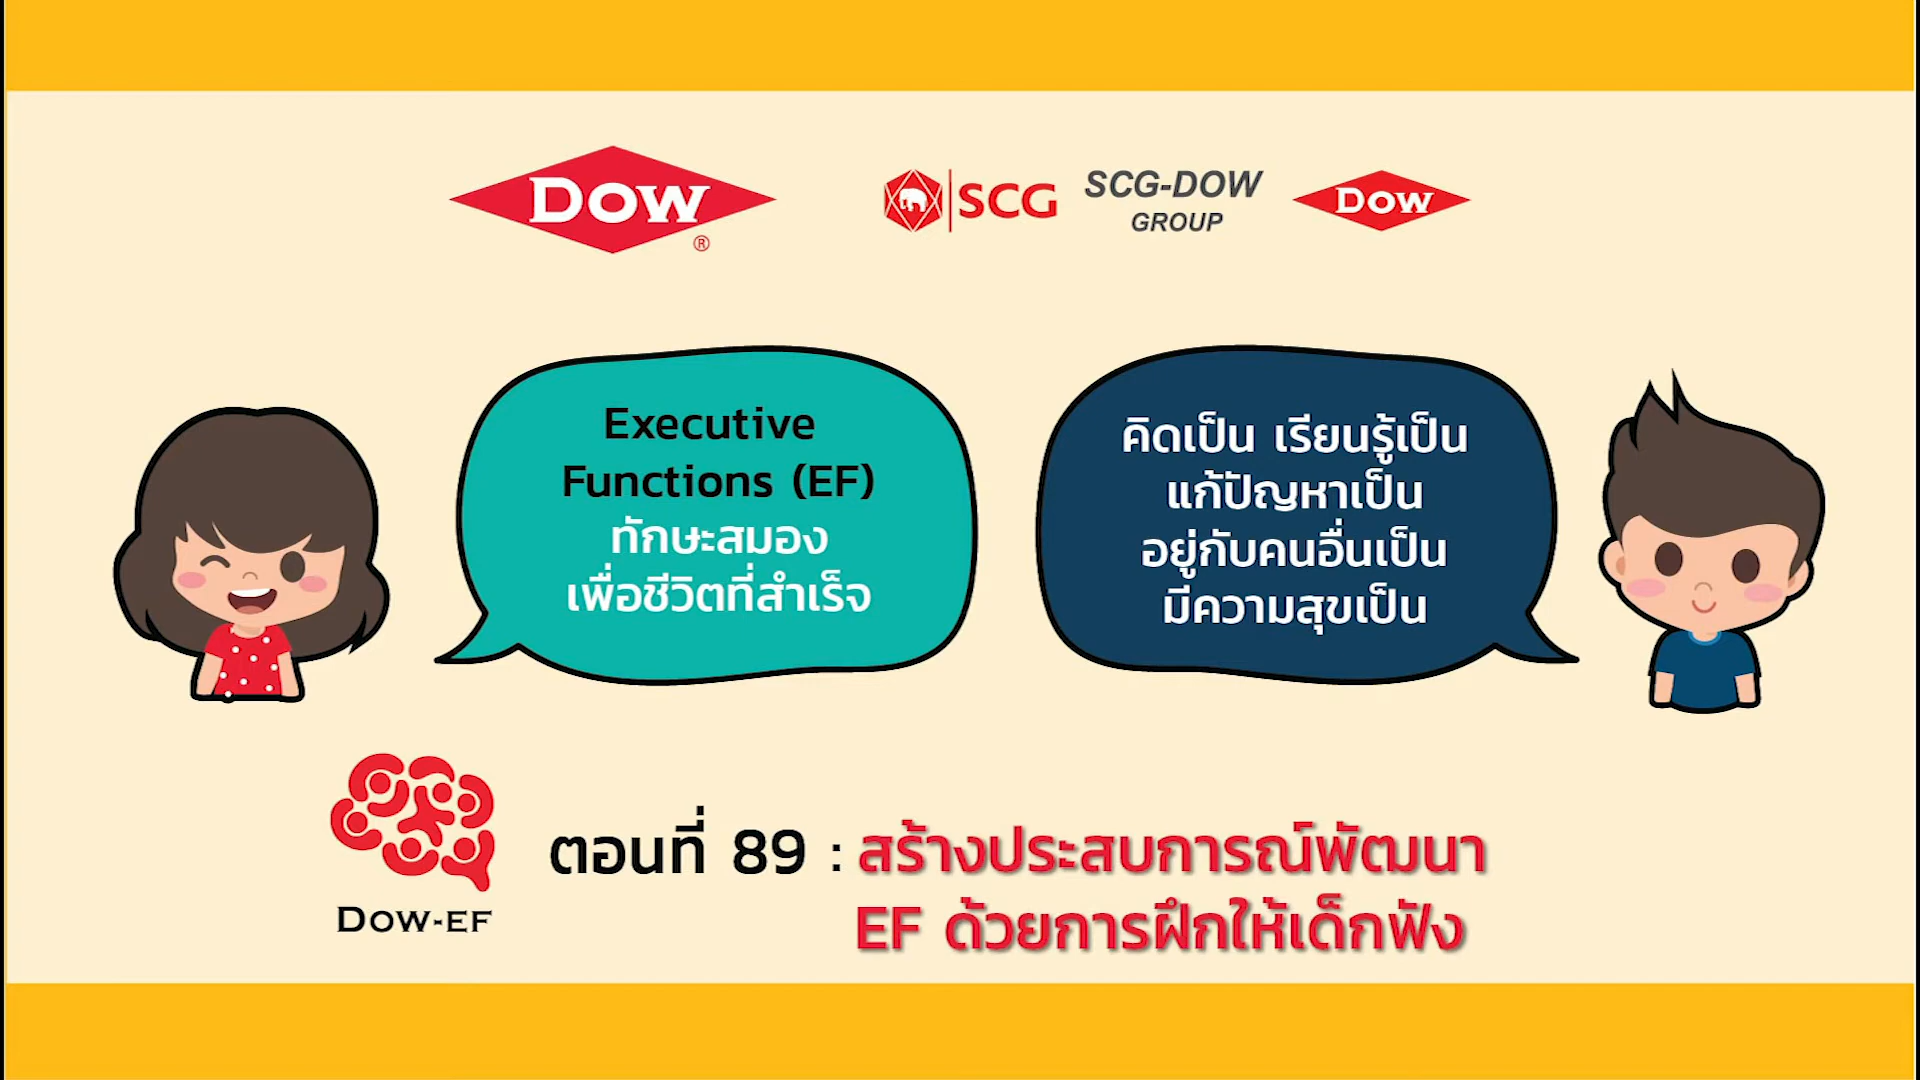 DOW
®
SCG
SCG-DOW
GROUP
DOW
Executive
Functions (EF)
ทักษะสมอง
เพื่อชีวิตที่สำเร็จ
คิดเป็น เรียนรู้เป็น
แก้ปัญหาเป็น
อยู่กับคนอื่นเป็น
มีความสุขเป็น
DOW-EF
ตอนที่ 89 : สร้างประสบการณ์พัฒนา
EF ด้วยการฝึกให้เด็กฟัง